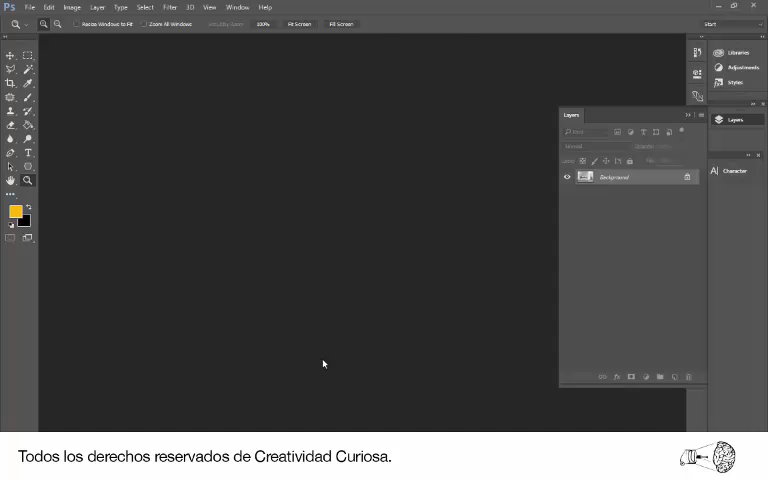 Ps File Edit Image Layer Type Select Filter 3D View Window Help
Resize Windows to Fit Zoom All Windows 100% Fit Screen Fill Screen Start
Libraries
Adjustments
Styles
Layers
Layers
Normal
Background
A| Character
Todos los derechos reservados de Creatividad Curiosa.